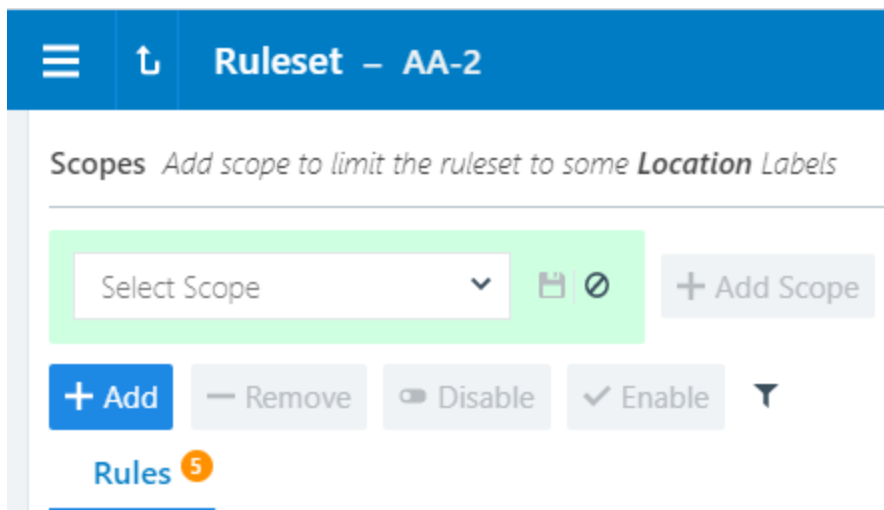 Ruleset – AA-2
Scopes Add scope to limit the ruleset to some Location Labels
Select Scope Add Scope
Add Remove Disable Enable
Rules 5